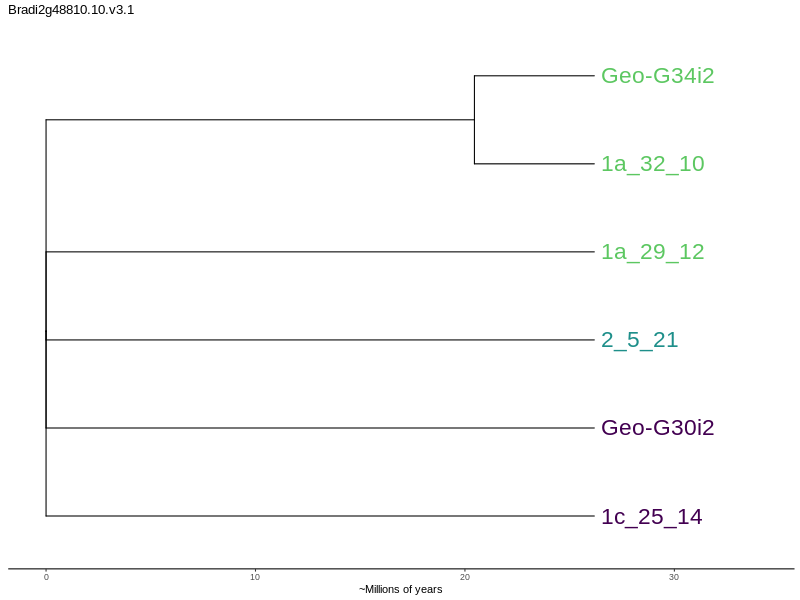 Bradi2g48810.10.v3.1
Geo-G34i2
1a_32_10
1a_29_12
2_5_21
Geo-G30i2
1c_25_14
0 10 20 30
~Millions of years